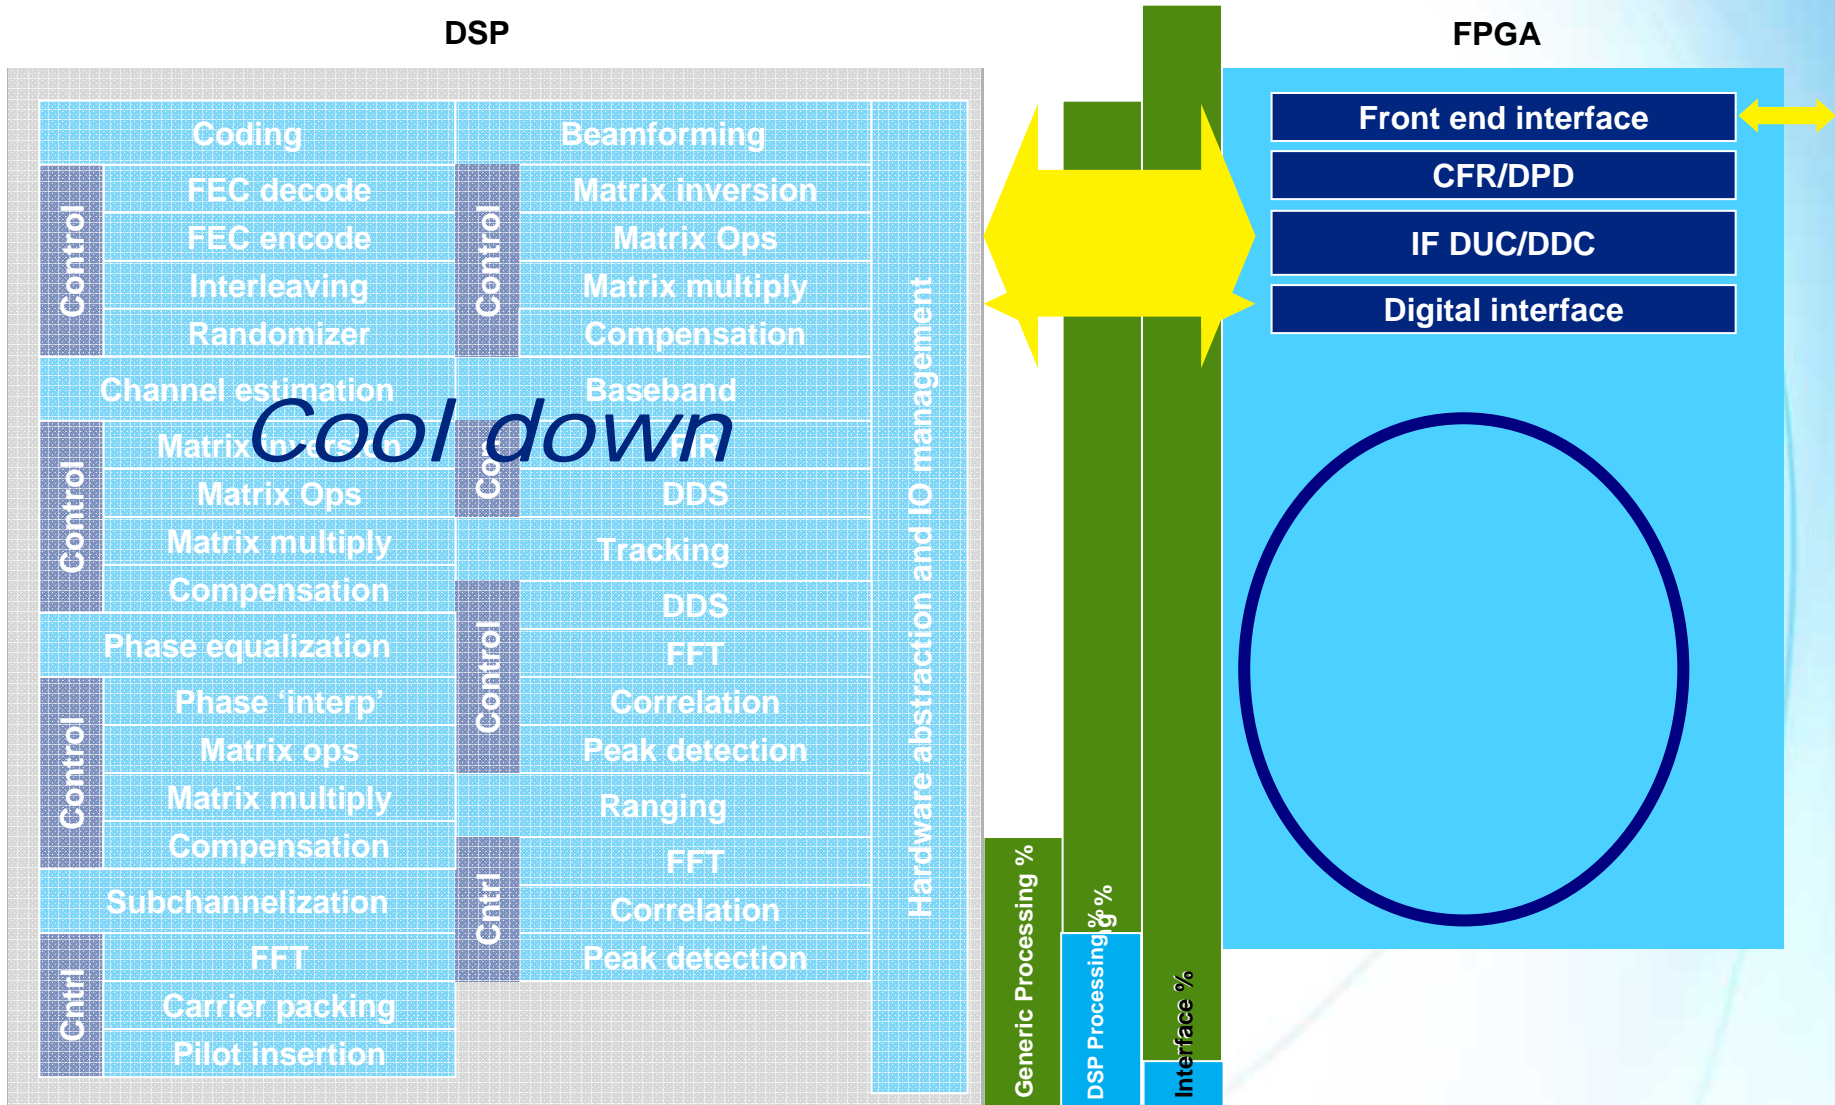 DSP
FPGA
Coding
Control
FEC decode
FEC encode
Interleaving
Randomizer
Channel estimation
Control
Matrix inversion
Matrix Ops
Matrix multiply
Compensation
Phase equalization
Control
Phase ‘interp’
Matrix ops
Matrix multiply
Compensation
Subchannelization
Cntrl
FFT
Carrier packing
Pilot insertion
Beamforming
Control
Matrix inversion
Matrix Ops
Matrix multiply
Compensation
Baseband
FIR
DDS
Tracking
Control
DDS
FFT
Correlation
Peak detection
Ranging
Cntrl
FFT
Correlation
Peak detection
Hardware abstraction and IO management
Cool down
Generic Processing %
DSP Processing %
Interface %
Front end interface
CFR/DPD
IF DUC/DDC
Digital interface